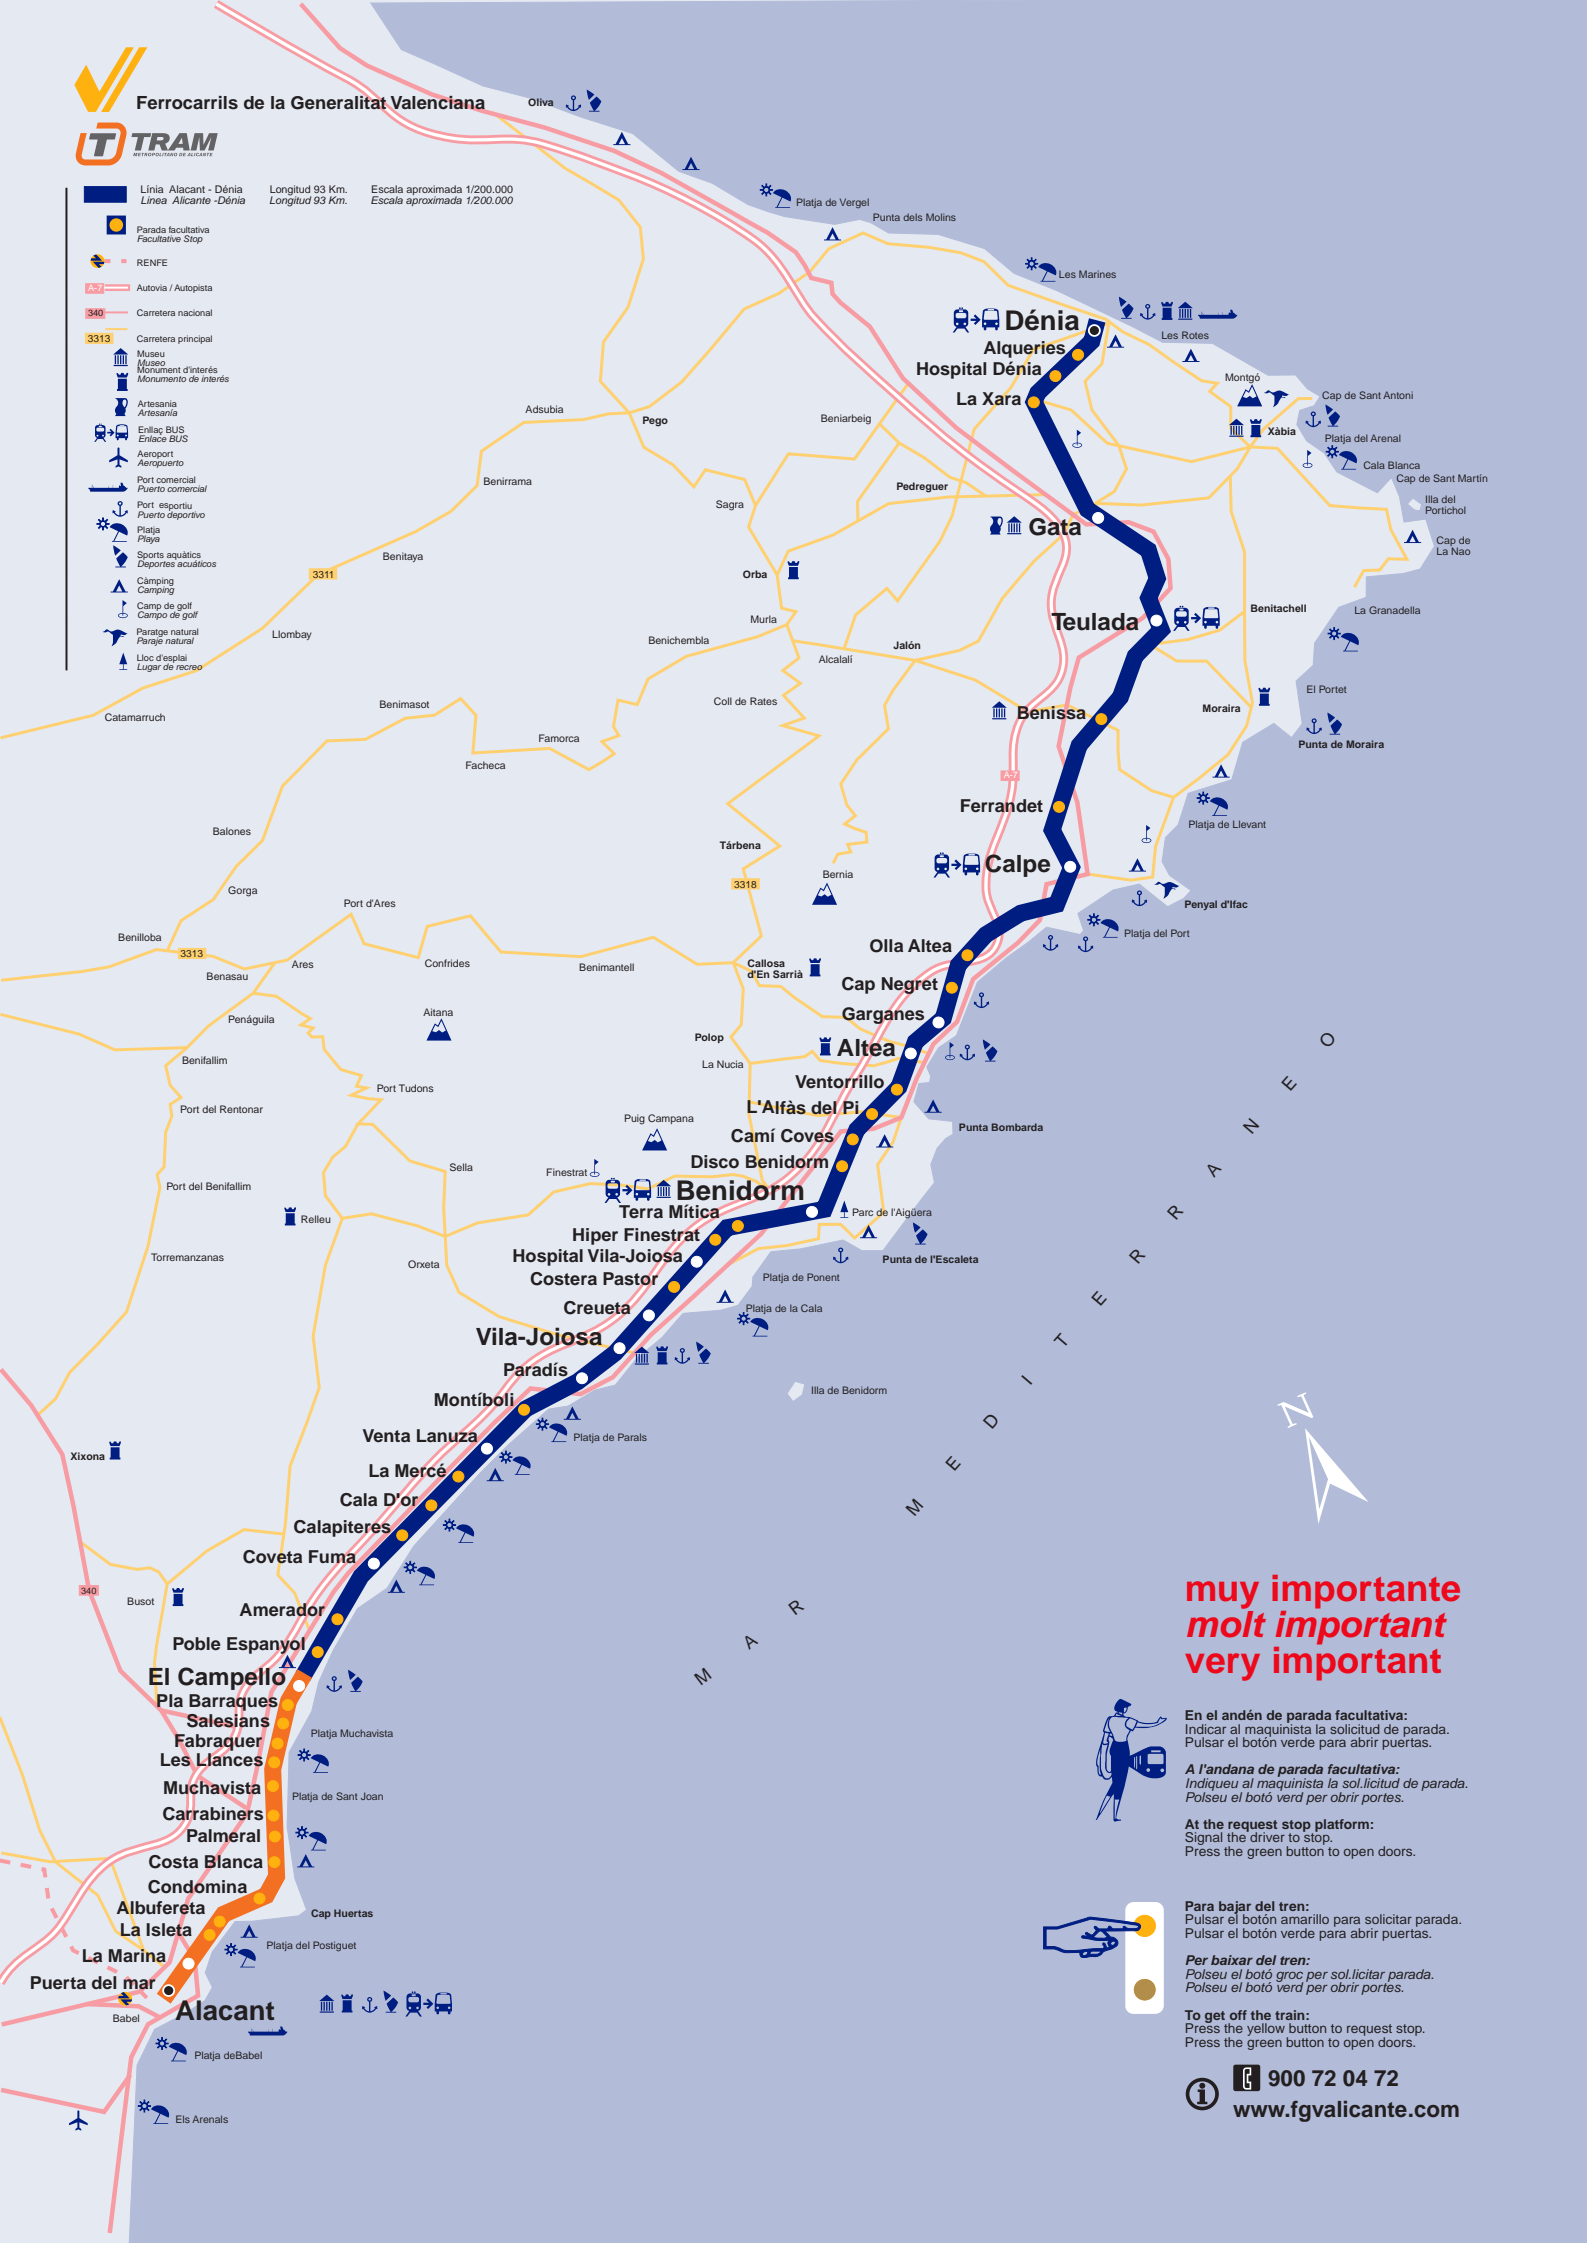 Ferrocarrils de la Generalitat Valenciana
TRAM
METROPOLITANO DE ALICANTE
Línia Alacant - Dénia Longitud 93 Km. Escala aproximada 1/200.000
Linea Alicante -Dénia Longitud 93 Km. Escala aproximada 1/200.000
Parada facultativa
Facultative Stop
RENFE
A-7 Autovia / Autopista
340 Carretera nacional
3313 Carretera principal
Museu
Museo
Monument d'interés
Monumento de interés
Artesania
Artesanía
Enllaç BUS
Enlace BUS
Aeroport
Aeropuerto
Port comercial
Puerto comercial
Port esportiu
Puerto deportivo
Platja
Playa
Sports aquàtics
Deportes acuáticos
Càmping
Camping
Camp de golf
Campo de golf
Paratge natural
Paraje natural
Lloc d'esplai
Lugar de recreo
Oliva
Platja de Vergel
Punta dels Molins
Les Marines
Dénia
Les Rotes
Alqueries
Hospital Dénia
La Xara
Montgó
Cap de Sant Antoni
Xàbia
Platja del Arenal
Cala Blanca
Cap de Sant Martín
Illa del
Portichol
Cap de
La Nao
Adsubia
Pego
Beniarbeig
Benirrama
Sagra
Pedreguer
Gata
Benitaya
3311
Orba
Teulada
Benitachell
La Granadella
Murla
Llombay
Benichembla
Alcalalí
Jalón
El Portet
Moraira
Punta de Moraira
Catamarruch
Benimasot
Coll de Rates
Benissa
Famorca
Facheca
A-7
Ferrandet
Platja de Llevant
Balones
Tárbena
Calpe
Bernia
3318
Gorga
Port d'Ares
Penyal d'Ifac
Platja del Port
Benilloba
3313
Ares
Confrides
Benimantell
Callosa
d'En Sarrià
Olla Altea
Benasau
Cap Negret
Penáguila
Aitana
Garganes
Polop
Altea
La Nucia
Benifallim
Port Tudons
Ventorrillo
L'Alfàs del Pi
Port del Rentonar
Puig Campana
Camí Coves
Punta Bombarda
Disco Benidorm
Sella
Finestrat
Port del Benifallim
Benidorm
Relleu
Terra Mítica
Parc de l'Aigüera
Hiper Finestrat
Punta de l'Escaleta
Torremanzanas
Orxeta
Hospital Vila-Joiosa
Costera Pastor
Platja de Ponent
Creueta
Platja de la Cala
Vila-Joiosa
Paradís
Illa de Benidorm
Montíboli
Platja de Parals
Venta Lanuza
Xixona
La Mercé
Cala D'or
Calapiteres
Coveta Fuma
340
Busot
Amerador
Poble Espanyol
El Campello
Pla Barraques
Salesians
Fabraquer
Platja Muchavista
Les Llances
Muchavista
Platja de Sant Joan
Carrabiners
Palmeral
Costa Blanca
Condomina
Albufereta
Cap Huertas
La Isleta
Platja del Postiguet
La Marina
Puerta del mar
Alacant
Babel
Platja deBabel
Els Arenals
MAR MEDITERRANEO
N
muy importante
molt important
very important
En el andén de parada facultativa:
Indicar al maquinista la solicitud de parada.
Pulsar el botón verde para abrir puertas.
A l'andana de parada facultativa:
Indiqueu al maquinista la sol.licitud de parada.
Polseu el botó verd per obrir portes.
At the request stop platform:
Signal the driver to stop.
Press the green button to open doors.
Para bajar del tren:
Pulsar el botón amarillo para solicitar parada.
Pulsar el botón verde para abrir puertas.
Per baixar del tren:
Polseu el botó groc per sol.licitar parada.
Polseu el botó verd per obrir portes.
To get off the train:
Press the yellow button to request stop.
Press the green button to open doors.
900 72 04 72
www.fgvalicante.com